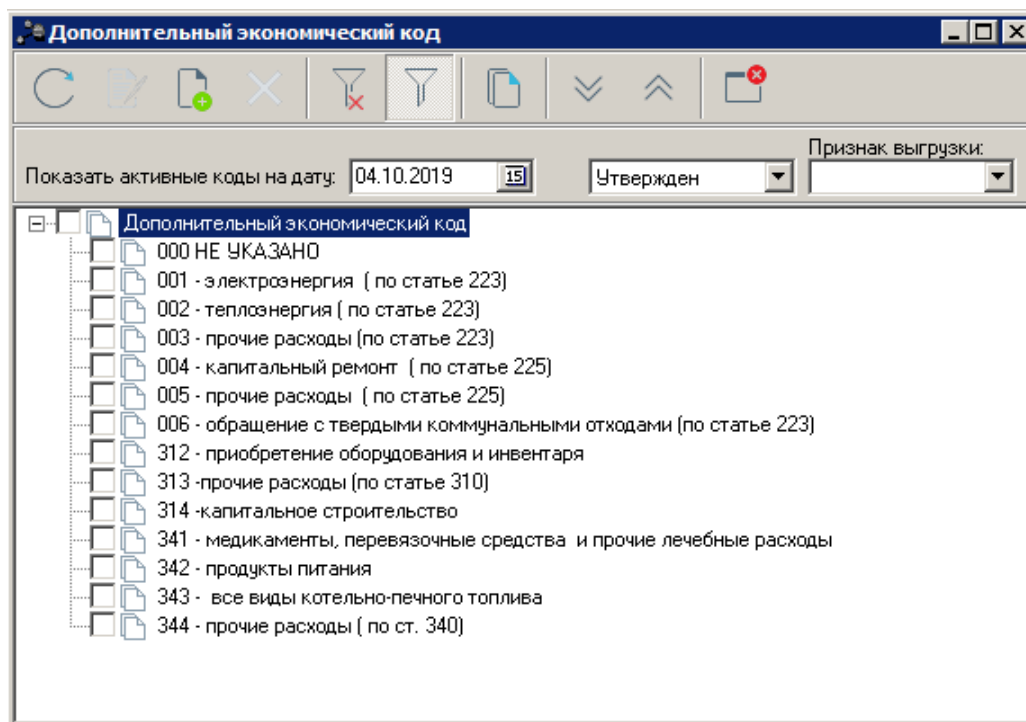 Дополнительный экономический код
Признак выгрузки:
Показать активные коды на дату: 04.10.2019 15 Утвержден
Дополнительный экономический код
000 НЕ УКАЗАНО
001 - электроэнергия ( по статье 223)
002 - теплоэнергия ( по статье 223)
003 - прочие расходы (по статье 223)
004 - капитальный ремонт ( по статье 225)
005 - прочие расходы ( по статье 225)
006 - обращение с твердыми коммунальными отходами (по статье 223)
312 - приобретение оборудования и инвентаря
313 -прочие расходы (по статье 310)
314 -капитальное строительство
341 - медикаменты, перевязочные средства и прочие лечебные расходы
342 - продукты питания
343 - все виды котельно-печного топлива
344 - прочие расходы ( по ст. 340)